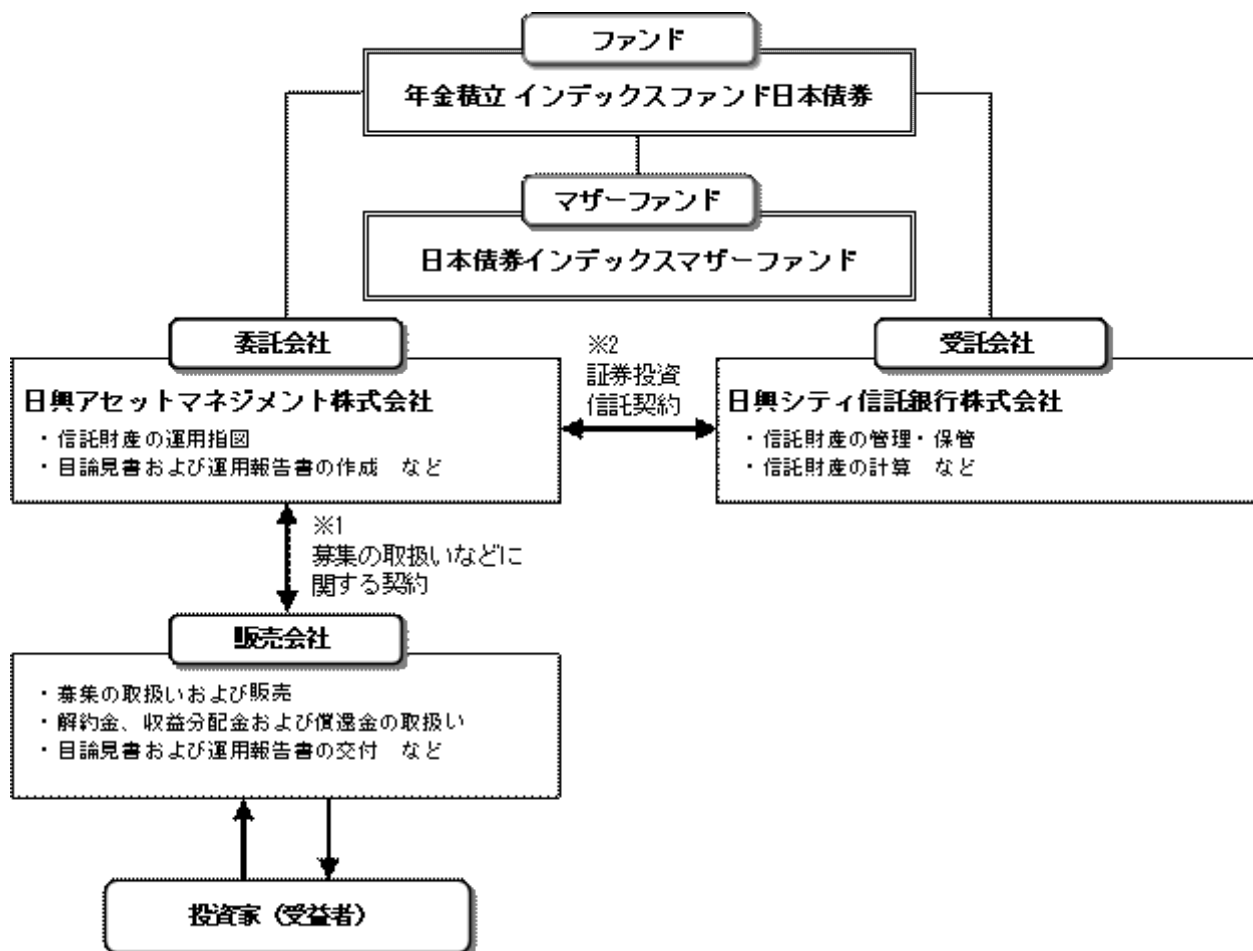 ファンド
年金積立 インデックスファンド日本債券
マザーファンド
日本債券インデックスマザーファンド
委託会社
日興アセットマネジメント株式会社
・信託財産の運用指図
・目論見書および運用報告書の作成 など
※2
証券投資
信託契約
受託会社
日興シティ信託銀行株式会社
・信託財産の管理・保管
・信託財産の計算 など
※1
募集の取扱いなどに
関する契約
販売会社
・募集の取扱いおよび販売
・解約金、収益分配金および償還金の取扱い
・目論見書および運用報告書の交付 など
投資家（受益者）